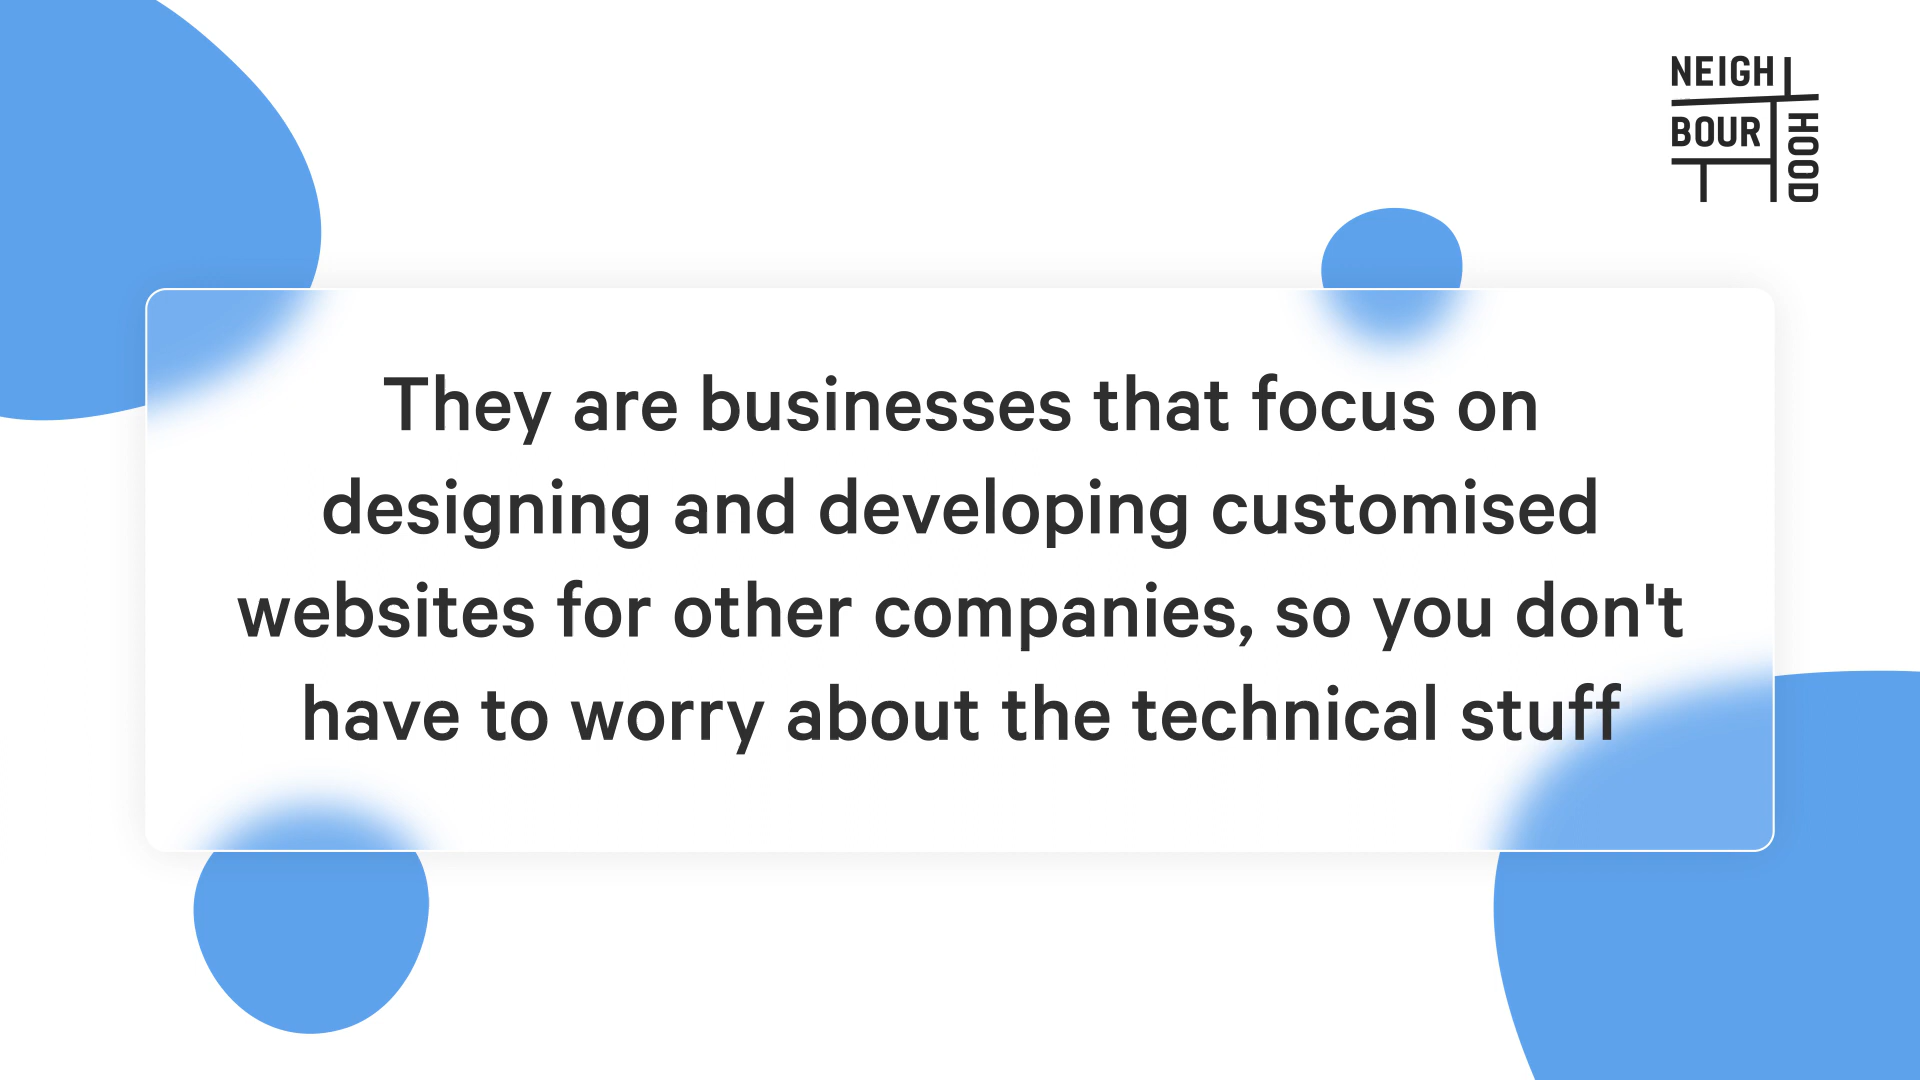 NEIGH
BOUR
HOOD
They are businesses that focus on
designing and developing customised
websites for other companies, so you don't
have to worry about the technical stuff